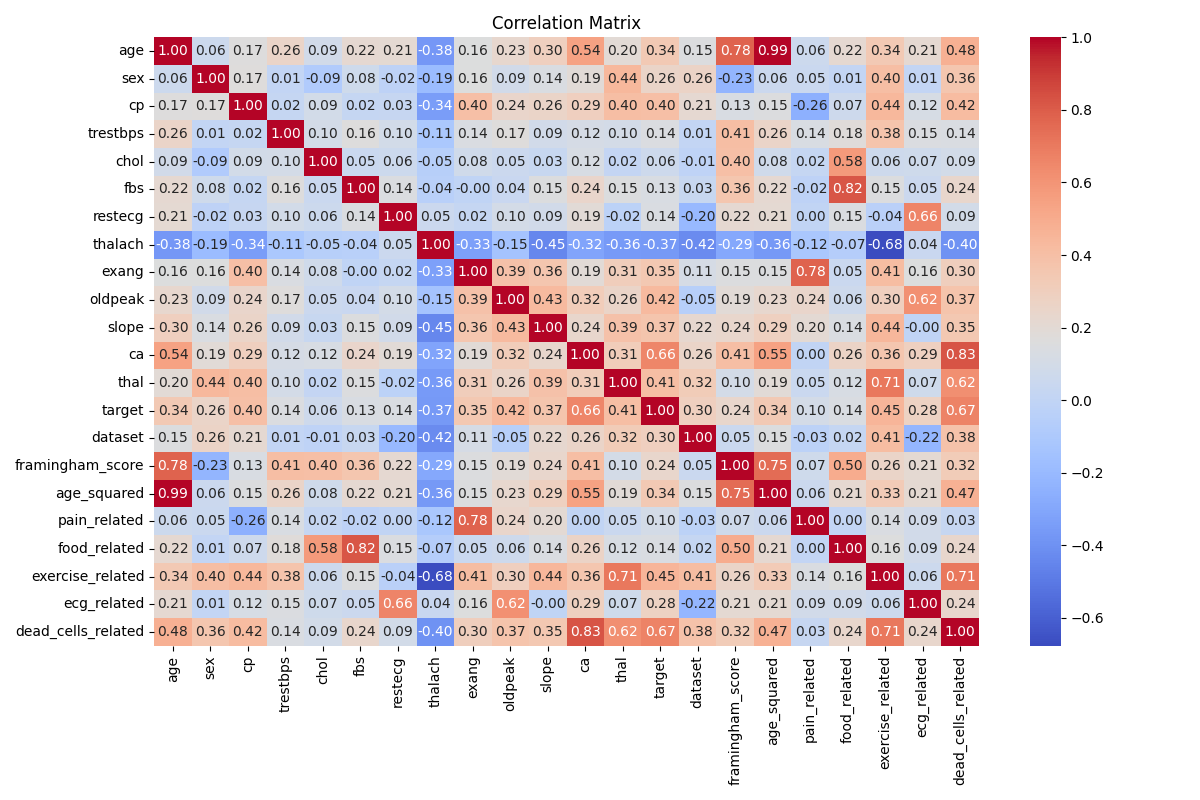 Correlation Matrix
age 1.00 0.06 0.17 0.26 0.09 0.22 0.21 -0.38 0.16 0.23 0.30 0.54 0.20 0.34 0.15 0.78 0.99 0.06 0.22 0.34 0.21 0.48
sex 0.06 1.00 0.17 0.01 -0.09 0.08 -0.02 -0.19 0.16 0.09 0.14 0.19 0.44 0.26 0.26 -0.23 0.06 0.05 0.01 0.40 0.01 0.36
cp 0.17 0.17 1.00 0.02 0.09 0.02 0.03 -0.34 0.40 0.24 0.26 0.29 0.40 0.40 0.21 0.13 0.15 -0.26 0.07 0.44 0.12 0.42
trestbps 0.26 0.01 0.02 1.00 0.10 0.16 0.10 -0.11 0.14 0.17 0.09 0.12 0.10 0.14 0.01 0.41 0.26 0.14 0.18 0.38 0.15 0.14
chol 0.09 -0.09 0.09 0.10 1.00 0.05 0.06 -0.05 0.08 0.05 0.03 0.12 0.02 0.06 -0.01 0.40 0.08 0.02 0.58 0.06 0.07 0.09
fbs 0.22 0.08 0.02 0.16 0.05 1.00 0.14 -0.04 -0.00 0.04 0.15 0.24 0.15 0.13 0.03 0.36 0.22 -0.02 0.82 0.15 0.05 0.24
restecg 0.21 -0.02 0.03 0.10 0.06 0.14 1.00 0.05 0.02 0.10 0.09 0.19 -0.02 0.14 -0.20 0.22 0.21 0.00 0.15 -0.04 0.66 0.09
thalach -0.38 -0.19 -0.34 -0.11 -0.05 -0.04 0.05 1.00 -0.33 -0.15 -0.45 -0.32 -0.36 -0.37 -0.42 -0.29 -0.36 -0.12 -0.07 -0.68 0.04 -0.40
exang 0.16 0.16 0.40 0.14 0.08 -0.00 0.02 -0.33 1.00 0.39 0.36 0.19 0.31 0.35 0.11 0.15 0.15 0.78 0.05 0.41 0.16 0.30
oldpeak 0.23 0.09 0.24 0.17 0.05 0.04 0.10 -0.15 0.39 1.00 0.43 0.32 0.26 0.42 -0.05 0.19 0.23 0.24 0.06 0.30 0.62 0.37
slope 0.30 0.14 0.26 0.09 0.03 0.15 0.09 -0.45 0.36 0.43 1.00 0.24 0.39 0.37 0.22 0.24 0.29 0.20 0.14 0.44 -0.00 0.35
ca 0.54 0.19 0.29 0.12 0.12 0.24 0.19 -0.32 0.19 0.32 0.24 1.00 0.31 0.66 0.26 0.41 0.55 0.00 0.26 0.36 0.29 0.83
thal 0.20 0.44 0.40 0.10 0.02 0.15 -0.02 -0.36 0.31 0.26 0.39 0.31 1.00 0.41 0.32 0.10 0.19 0.05 0.12 0.71 0.07 0.62
target 0.34 0.26 0.40 0.14 0.06 0.13 0.14 -0.37 0.35 0.42 0.37 0.66 0.41 1.00 0.30 0.24 0.34 0.10 0.14 0.45 0.28 0.67
dataset 0.15 0.26 0.21 0.01 -0.01 0.03 -0.20 -0.42 0.11 -0.05 0.22 0.26 0.32 0.30 1.00 0.05 0.15 -0.03 0.02 0.41 -0.22 0.38
framingham_score 0.78 -0.23 0.13 0.41 0.40 0.36 0.22 -0.29 0.15 0.19 0.24 0.41 0.10 0.24 0.05 1.00 0.75 0.07 0.50 0.26 0.21 0.32
age_squared 0.99 0.06 0.15 0.26 0.08 0.22 0.21 -0.36 0.15 0.23 0.29 0.55 0.19 0.34 0.15 0.75 1.00 0.06 0.21 0.33 0.21 0.47
pain_related 0.06 0.05 -0.26 0.14 0.02 -0.02 0.00 -0.12 0.78 0.24 0.20 0.00 0.05 0.10 -0.03 0.07 0.06 1.00 0.00 0.14 0.09 0.03
food_related 0.22 0.01 0.07 0.18 0.58 0.82 0.15 -0.07 0.05 0.06 0.14 0.26 0.12 0.14 0.02 0.50 0.21 0.00 1.00 0.16 0.09 0.24
exercise_related 0.34 0.40 0.44 0.38 0.06 0.15 -0.04 -0.68 0.41 0.30 0.44 0.36 0.71 0.45 0.41 0.26 0.33 0.14 0.16 1.00 0.06 0.71
ecg_related 0.21 0.01 0.12 0.15 0.07 0.05 0.66 0.04 0.16 0.62 -0.00 0.29 0.07 0.28 -0.22 0.21 0.21 0.09 0.09 0.06 1.00 0.24
dead_cells_related 0.48 0.36 0.42 0.14 0.09 0.24 0.09 -0.40 0.30 0.37 0.35 0.83 0.62 0.67 0.38 0.32 0.47 0.03 0.24 0.71 0.24 1.00
age sex cp trestbps chol fbs restecg thalach exang oldpeak slope ca thal target dataset framingham_score age_squared pain_related food_related exercise_related ecg_related dead_cells_related
1.0
0.8
0.6
0.4
0.2
0.0
−0.2
−0.4
−0.6